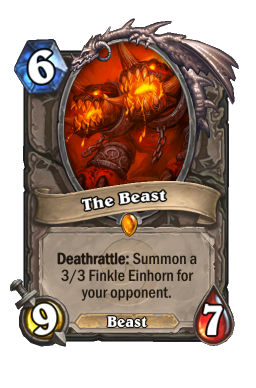 6
The Beast
Deathrattle: Summon a
3/3 Finkle Einhorn for
your opponent.
9
Beast
7